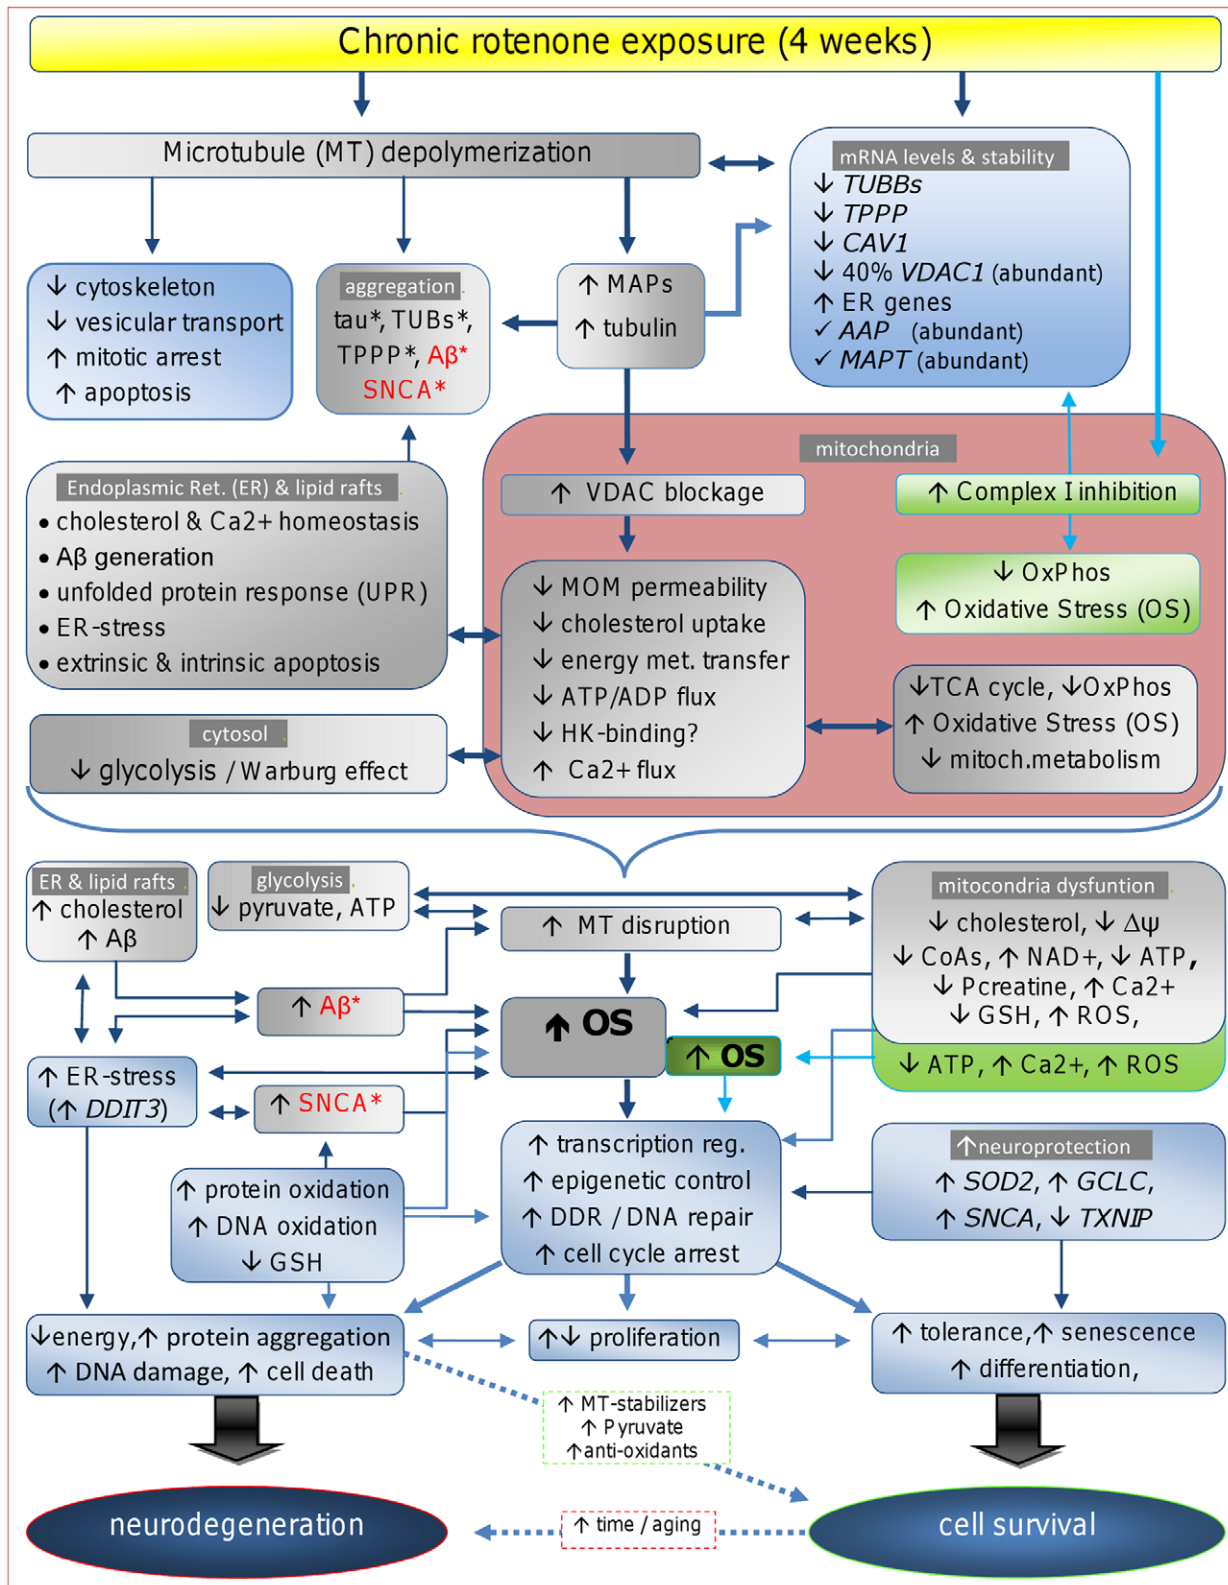 Chronic rotenone exposure (4 weeks)
Microtubule (MT) depolymerization
mRNA levels & stability
↓ TUBBs
↓ TPPP
↓ CAV1
↓ 40% VDAC1 (abundant)
↑ ER genes
✓ AAP (abundant)
✓ MAPT (abundant)
↓ cytoskeleton
↓ vesicular transport
↑ mitotic arrest
↑ apoptosis
aggregation
tau*, TUBs*,
TPPP*, Aβ*
SNCA*
↑ MAPs
↑ tubulin
mitochondria
↑ VDAC blockage
↑ Complex I inhibition
↓ OxPhos
↑ Oxidative Stress (OS)
Endoplasmic Ret. (ER) & lipid rafts
• cholesterol & Ca2+ homeostasis
• Aβ generation
• unfolded protein response (UPR)
• ER-stress
• extrinsic & intrinsic apoptosis
↓ MOM permeability
↓ cholesterol uptake
↓ energy met. transfer
↓ ATP/ADP flux
↓ HK-binding?
↑ Ca2+ flux
↓TCA cycle, ↓OxPhos
↑ Oxidative Stress (OS)
↓ mitoch.metabolism
cytosol
↓ glycolysis / Warburg effect
ER & lipid rafts
↑ cholesterol
↑ Aβ
glycolysis
↓ pyruvate, ATP
↑ MT disruption
mitocondria dysfuntion
↓ cholesterol, ↓ Δψ
↓ CoAs, ↑ NAD+, ↓ ATP,
↓ Pcreatine, ↑ Ca2+
↓ GSH, ↑ ROS,
↓ ATP, ↑ Ca2+, ↑ ROS
↑ Aβ*
↑ OS
↑ OS
↑ ER-stress
(↑ DDIT3)
↑ SNCA*
↑ transcription reg.
↑ epigenetic control
↑ DDR / DNA repair
↑ cell cycle arrest
↑neuroprotection
↑ SOD2, ↑ GCLC,
↑ SNCA, ↓ TXNIP
↑ protein oxidation
↑ DNA oxidation
↓ GSH
↓energy,↑ protein aggregation
↑ DNA damage, ↑ cell death
↑↓ proliferation
↑ tolerance,↑ senescence
↑ differentiation,
↑ MT-stabilizers
↑ Pyruvate
↑anti-oxidants
neurodegeneration
↑ time / aging
cell survival